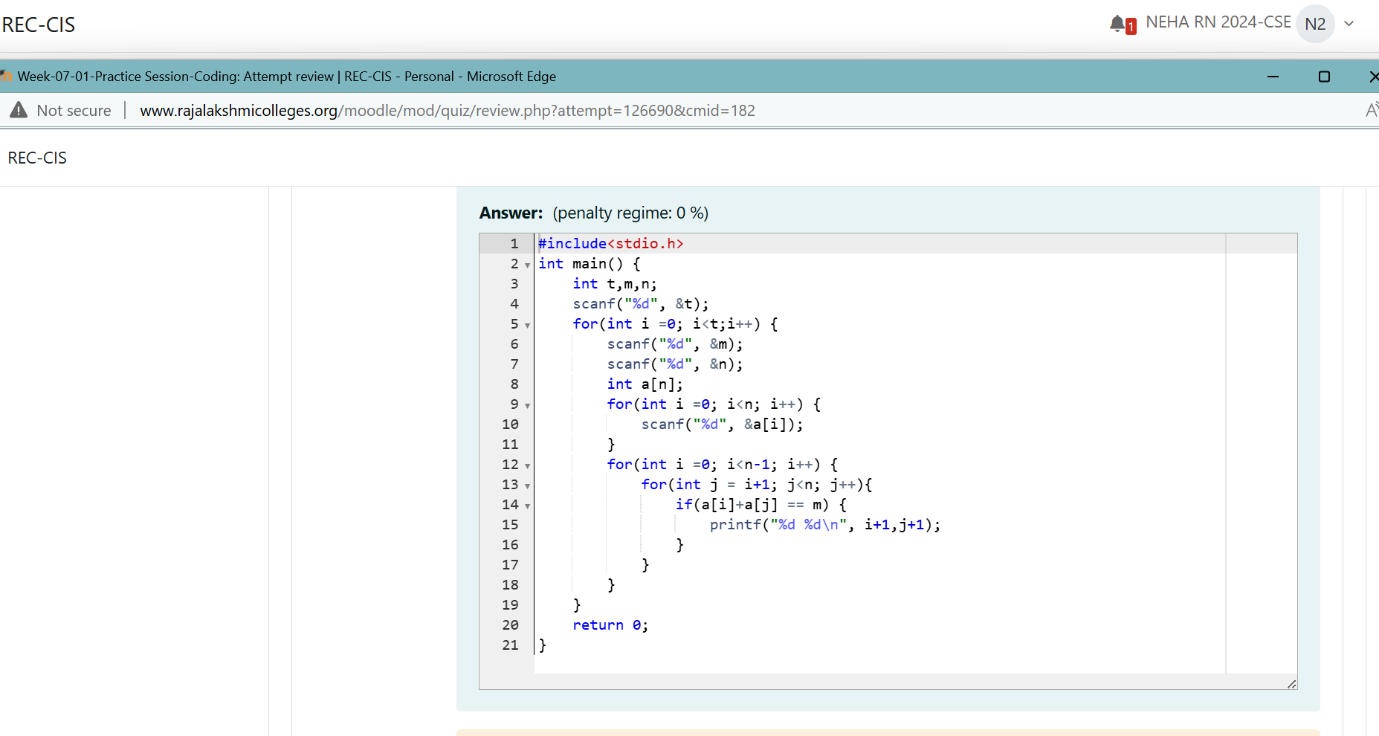 REC-CIS
1 NEHA RN 2024-CSE N2
Week-07-01-Practice Session-Coding: Attempt review | REC-CIS - Personal - Microsoft Edge
Not secure | www.rajalakshmicolleges.org/moodle/mod/quiz/review.php?attempt=126690&cmid=182
REC-CIS
Answer: (penalty regime: 0 %)
1 #include<stdio.h>
2 int main() {
3     int t,m,n;
4     scanf("%d", &t);
5     for(int i =0; i<t;i++) {
6         scanf("%d", &m);
7         scanf("%d", &n);
8         int a[n];
9         for(int i =0; i<n; i++) {
10             scanf("%d", &a[i]);
11         }
12         for(int i =0; i<n-1; i++) {
13             for(int j = i+1; j<n; j++){
14                 if(a[i]+a[j] == m) {
15                     printf("%d %d\n", i+1,j+1);
16                 }
17             }
18         }
19     }
20     return 0;
21 }